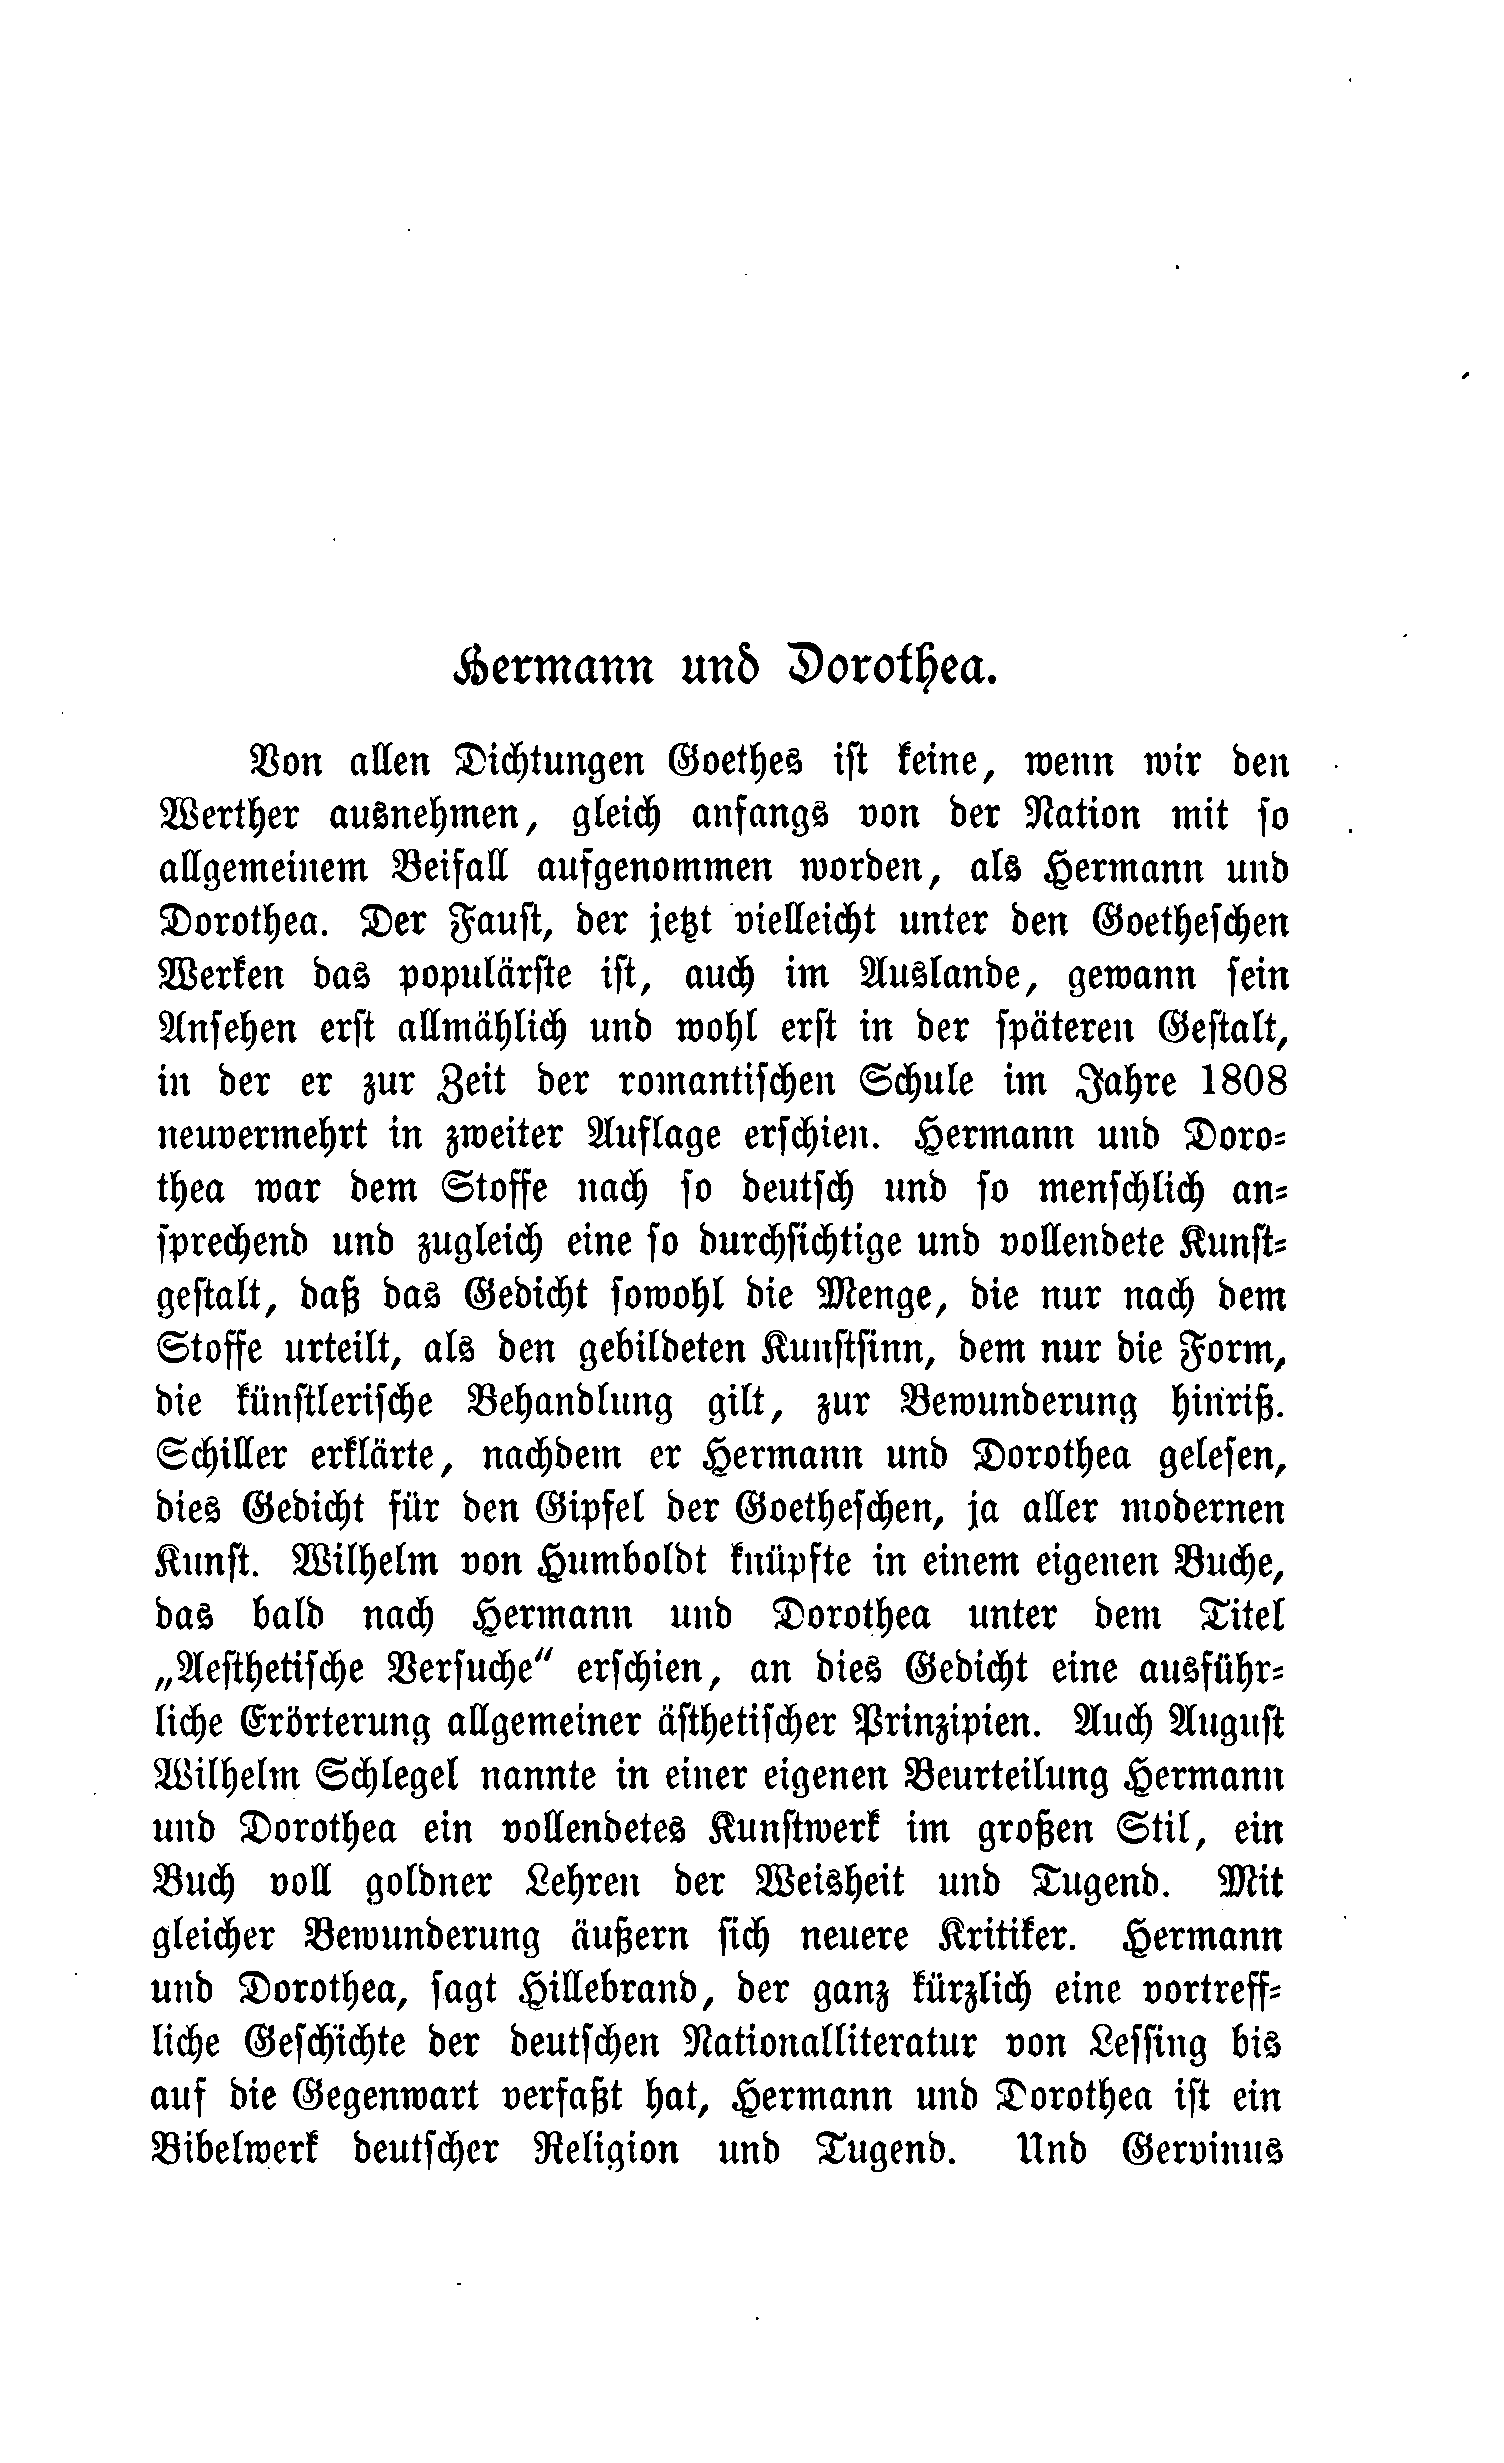 Hermann und Dorothea.
Von allen Dichtungen Goethes ist keine, wenn wir den
Werther ausnehmen, gleich anfangs von der Nation mit so
allgemeinem Beifall aufgenommen worden, als Hermann und
Dorothea. Der Faust, der jetzt vielleicht unter den Goetheschen
Werken das populärste ist, auch im Auslande, gewann sein
Ansehen erst allmählich und wohl erst in der späteren Gestalt,
in der er zur Zeit der romantischen Schule im Jahre 1808
neuvermehrt in zweiter Auflage erschien. Hermann und Doro-
thea war dem Stoffe nach so deutsch und so menschlich an-
sprechend und zugleich eine so durchsichtige und vollendete Kunst-
gestalt, daß das Gedicht sowohl die Menge, die nur nach dem
Stoffe urteilt, als den gebildeten Kunstsinn, dem nur die Form,
die künstlerische Behandlung gilt, zur Bewunderung hinriß.
Schiller erklärte, nachdem er Hermann und Dorothea gelesen,
dies Gedicht für den Gipfel der Goetheschen, ja aller modernen
Kunst. Wilhelm von Humboldt knüpfte in einem eigenen Buche,
das bald nach Hermann und Dorothea unter dem Titel
„Aesthetische Versuche“ erschien, an dies Gedicht eine ausführ-
liche Erörterung allgemeiner ästhetischer Prinzipien. Auch August
Wilhelm Schlegel nannte in einer eigenen Beurteilung Hermann
und Dorothea ein vollendetes Kunstwerk im großen Stil, ein
Buch voll goldner Lehren der Weisheit und Tugend. Mit
gleicher Bewunderung äußern sich neuere Kritiker. Hermann
und Dorothea, sagt Hillebrand, der ganz kürzlich eine vortreff-
liche Geschichte der deutschen Nationalliteratur von Lessing bis
auf die Gegenwart verfaßt hat, Hermann und Dorothea ist ein
Bibelwerk deutscher Religion und Tugend. Und Gervinus